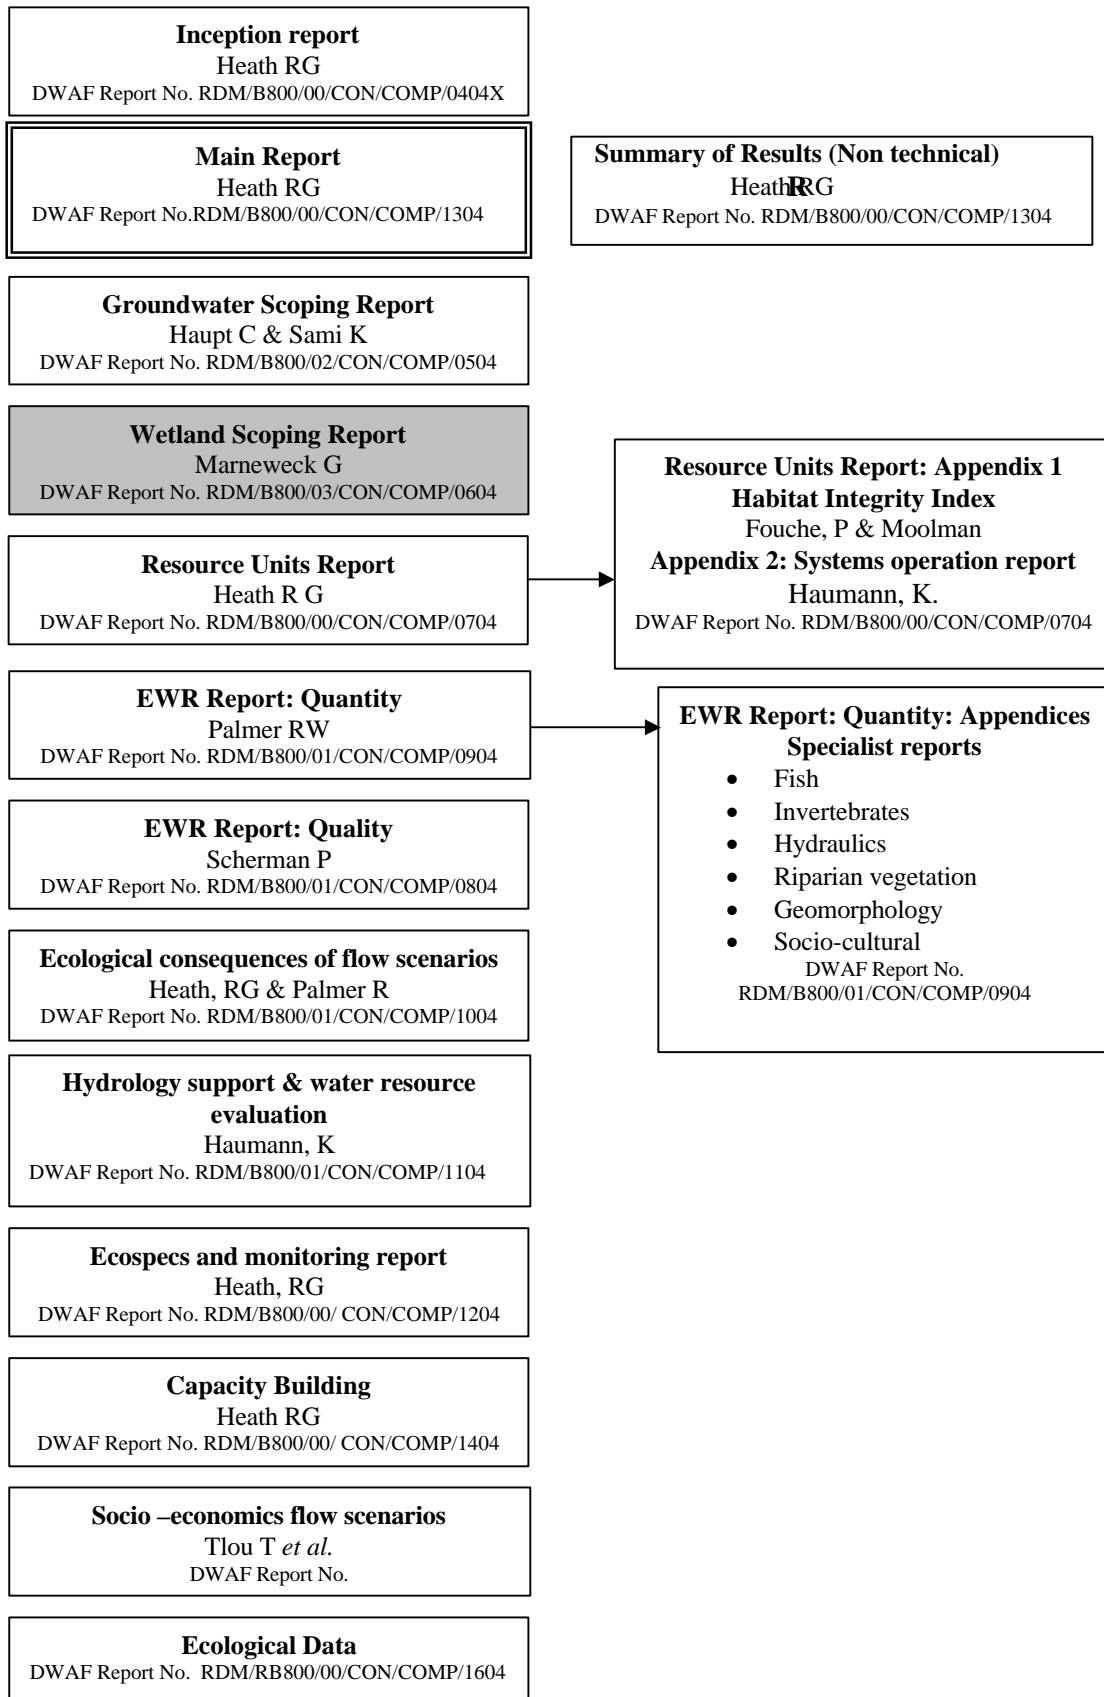 Inception report
Heath RG
DWAF Report No. RDM/B800/00/CON/COMP/0404X
Main Report
Heath RG
DWAF Report No.RDM/B800/00/CON/COMP/1304
Summary of Results (Non technical)
Heath RG
DWAF Report No. RDM/B800/00/CON/COMP/1304
Groundwater Scoping Report
Haupt C & Sami K
DWAF Report No. RDM/B800/02/CON/COMP/0504
Wetland Scoping Report
Marneweck G
DWAF Report No. RDM/B800/03/CON/COMP/0604
Resource Units Report
Heath R G
DWAF Report No. RDM/B800/00/CON/COMP/0704
Resource Units Report: Appendix 1
Habitat Integrity Index
Fouche, P & Moolman
Appendix 2: Systems operation report
Haumann, K.
DWAF Report No. RDM/B800/00/CON/COMP/0704
EWR Report: Quantity
Palmer RW
DWAF Report No. RDM/B800/01/CON/COMP/0904
EWR Report: Quantity: Appendices
Specialist reports
• Fish
• Invertebrates
• Hydraulics
• Riparian vegetation
• Geomorphology
• Socio-cultural
DWAF Report No.
RDM/B800/01/CON/COMP/0904
EWR Report: Quality
Scherman P
DWAF Report No. RDM/B800/01/CON/COMP/0804
Ecological consequences of flow scenarios
Heath, RG & Palmer R
DWAF Report No. RDM/B800/01/CON/COMP/1004
Hydrology support & water resource
evaluation
Haumann, K
DWAF Report No. RDM/B800/01/CON/COMP/1104
Ecospecs and monitoring report
Heath, RG
DWAF Report No. RDM/B800/00/ CON/COMP/1204
Capacity Building
Heath RG
DWAF Report No. RDM/B800/00/ CON/COMP/1404
Socio –economics flow scenarios
Tlou T et al.
DWAF Report No.
Ecological Data
DWAF Report No. RDM/RB800/00/CON/COMP/1604